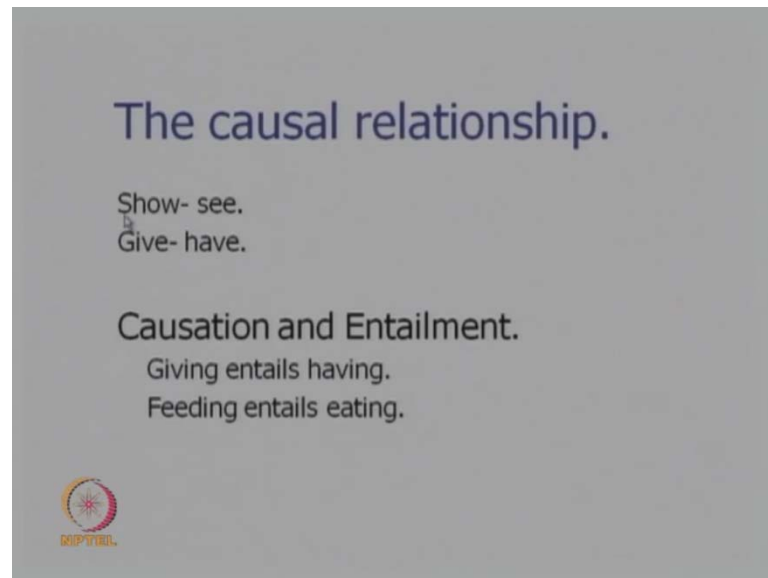 The causal relationship.
Show- see.
Give- have.
Causation and Entailment.
Giving entails having.
Feeding entails eating.
NPTEL